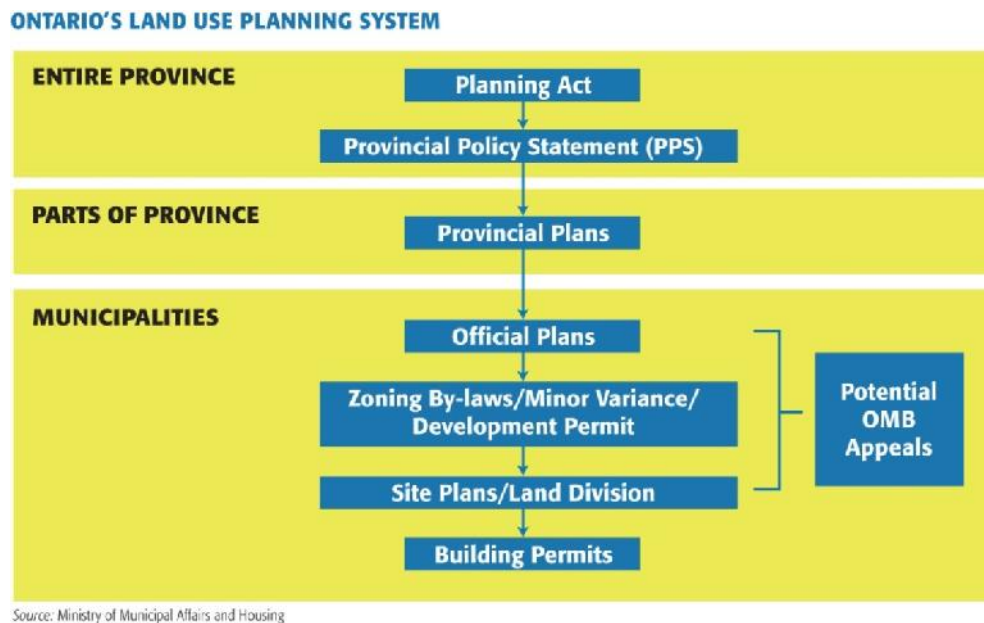 ONTARIO'S LAND USE PLANNING SYSTEM
ENTIRE PROVINCE
Planning Act
Provincial Policy Statement (PPS)
PARTS OF PROVINCE
Provincial Plans
MUNICIPALITIES
Official Plans
Zoning By-laws/Minor Variance/
Development Permit
Site Plans/Land Division
Building Permits
Potential
OMB
Appeals
Source: Ministry of Municipal Affairs and Housing